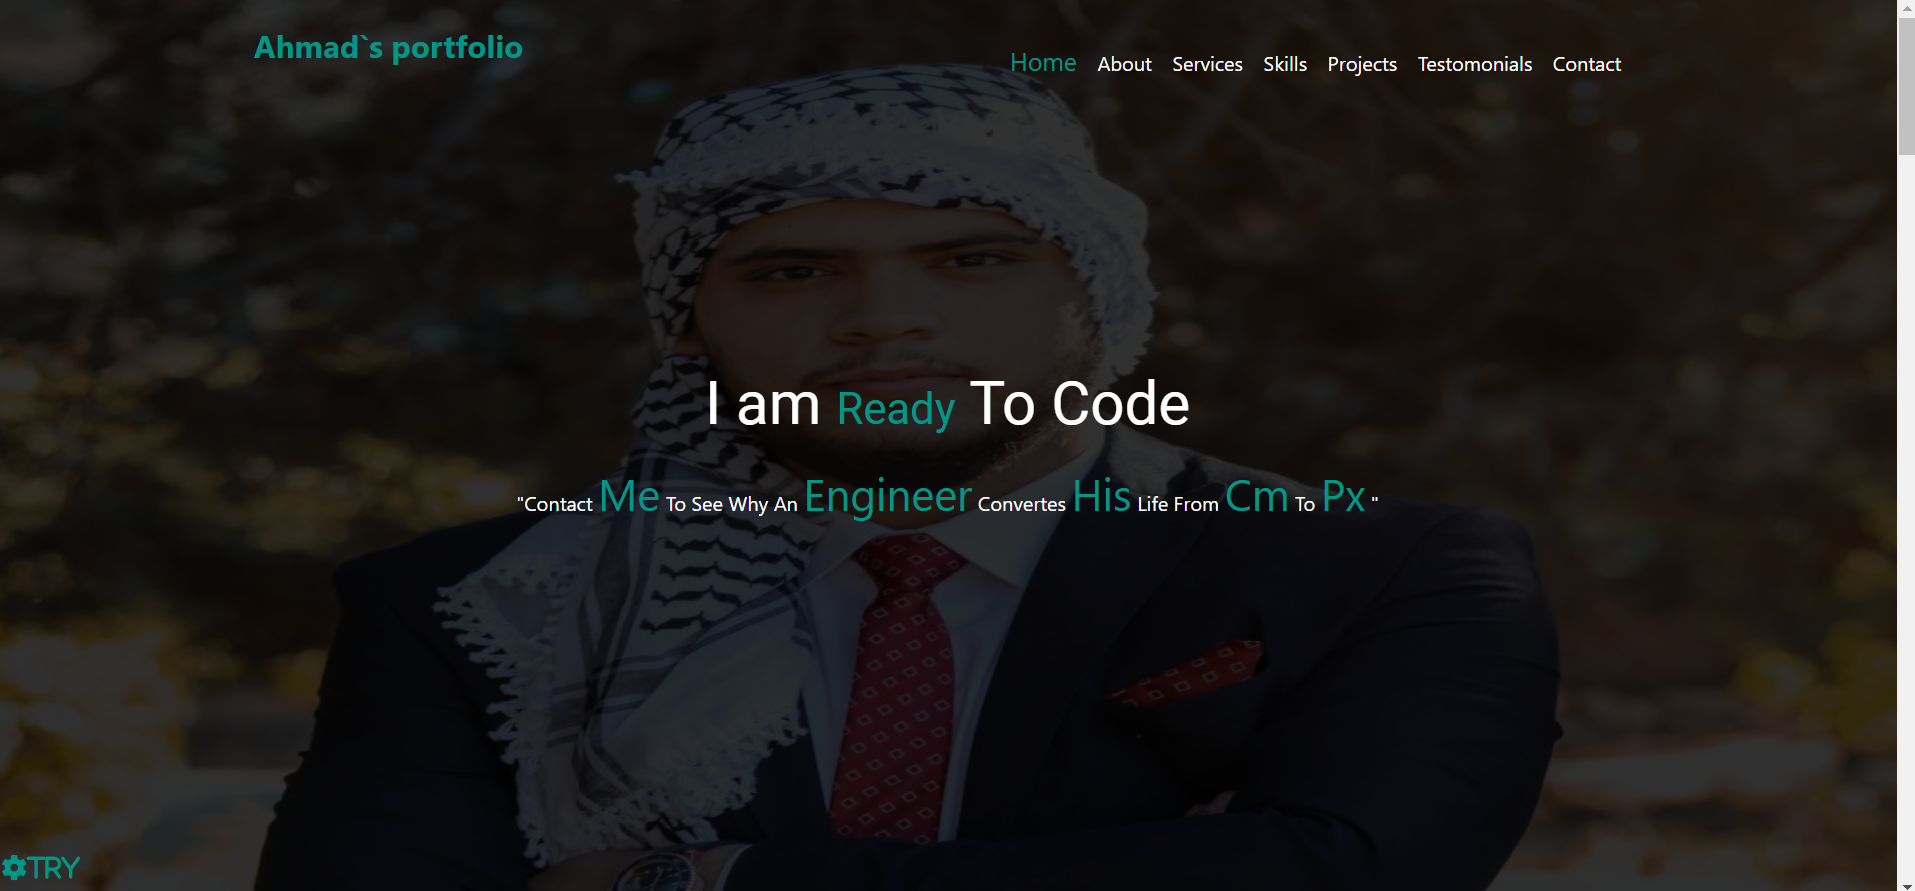 Ahmad`s portfolio
Home About Services Skills Projects Testomonials Contact
I am Ready To Code
"Contact Me To See Why An Engineer Convertes His Life From Cm To Px "
TRY